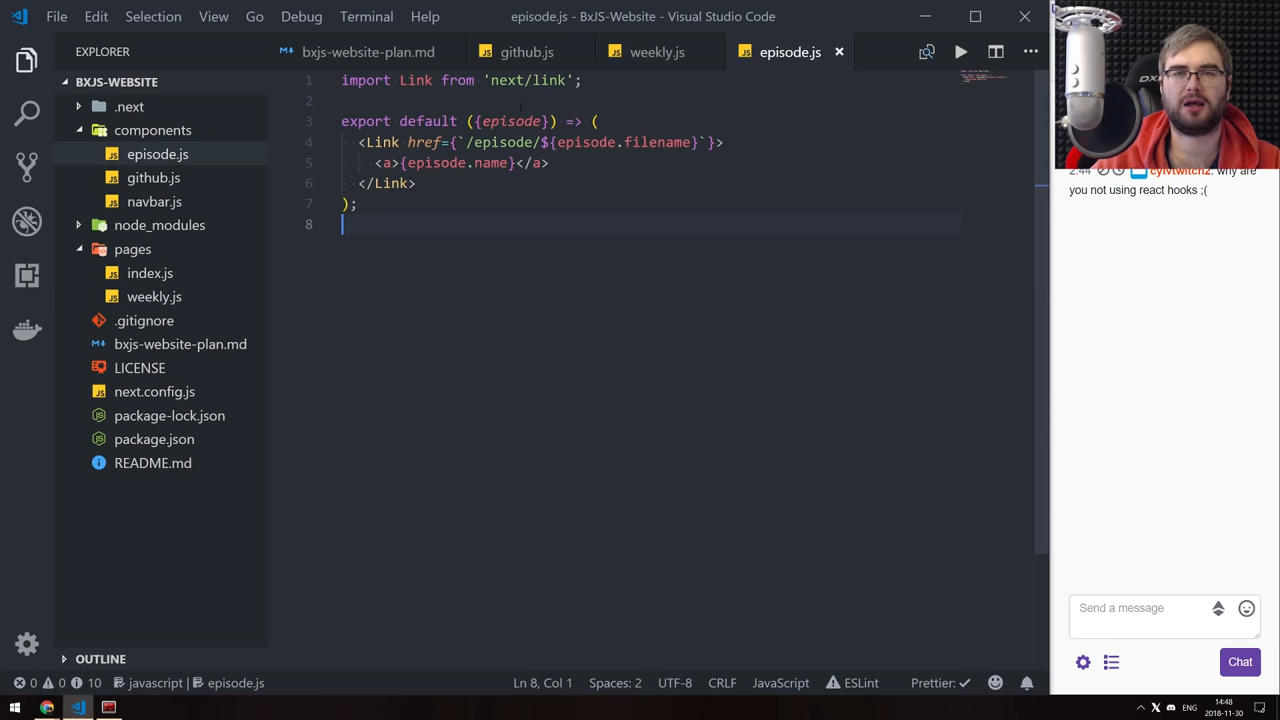 File Edit Selection View Go Debug Terminal Help
episode.js - BxJS-Website - Visual Studio Code
EXPLORER
bxjs-website-plan.md
github.js
weekly.js
episode.js
BXJS-WEBSITE
.next
components
episode.js
github.js
navbar.js
node_modules
pages
index.js
weekly.js
.gitignore
bxjs-website-plan.md
LICENSE
next.config.js
package-lock.json
package.json
README.md
OUTLINE
1 import Link from 'next/link';
2
3 export default ({episode}) => (
4 <Link href={`/episode/${episode.filename}`}>
5 <a>{episode.name}</a>
6 </Link>
7 );
8
0 0 10 javascript | episode.js
Ln 8, Col 1 Spaces: 2 UTF-8 CRLF JavaScript ESLint Prettier: ✓
2:44 cylvtwitch2: why are
you not using react hooks ;(
Send a message
Chat
ENG
14:48
2018-11-30